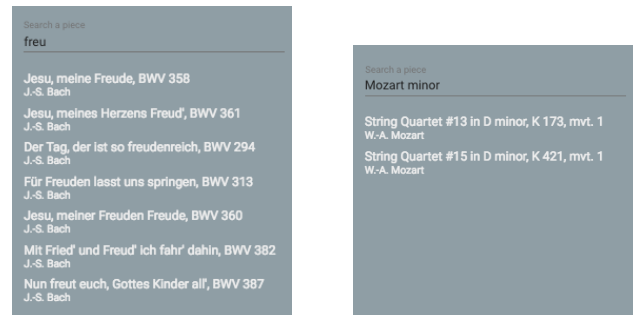 Search a piece
freu
Jesu, meine Freude, BWV 358
J.-S. Bach
Jesu, meines Herzens Freud', BWV 361
J.-S. Bach
Der Tag, der ist so freudenreich, BWV 294
J.-S. Bach
Für Freuden lasst uns springen, BWV 313
J.-S. Bach
Jesu, meiner Freuden Freude, BWV 360
J.-S. Bach
Mit Fried' und Freud' ich fahr' dahin, BWV 382
J.-S. Bach
Nun freut euch, Gottes Kinder all', BWV 387
J.-S. Bach
Search a piece
Mozart minor
String Quartet #13 in D minor, K 173, mvt. 1
W.-A. Mozart
String Quartet #15 in D minor, K 421, mvt. 1
W.-A. Mozart